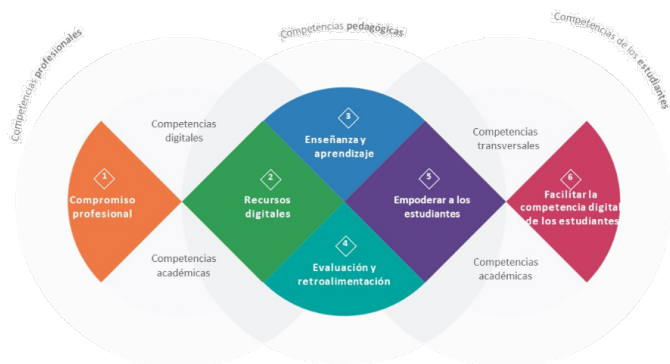 Competencias profesionales
Competencias pedagógicas
Competencias de los estudiantes
Competencias
digitales
Competencias
académicas
1
Compromiso
profesional
2
Recursos
digitales
3
Enseñanza y
aprendizaje
4
Evaluación y
retroalimentación
5
Empoderar a los
estudiantes
Competencias
transversales
Competencias
académicas
6
Facilitar la
competencia digital
de los estudiantes